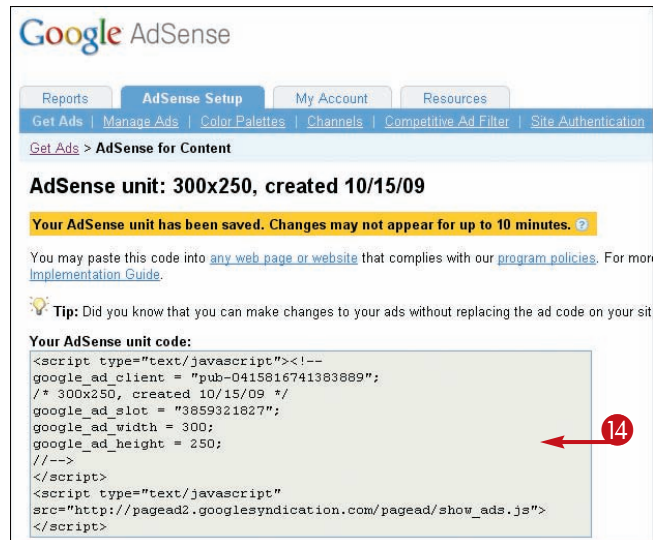 Google AdSense
Reports AdSense Setup My Account Resources
Get Ads | Manage Ads | Color Palettes | Channels | Competitive Ad Filter | Site Authentication
Get Ads > AdSense for Content
AdSense unit: 300x250, created 10/15/09
Your AdSense unit has been saved. Changes may not appear for up to 10 minutes. ?
You may paste this code into any web page or website that complies with our program policies. For more
Implementation Guide.
Tip: Did you know that you can make changes to your ads without replacing the ad code on your sit
Your AdSense unit code:
<script type="text/javascript"><!--
google_ad_client = "pub-0415816741383889";
/* 300x250, created 10/15/09 */
google_ad_slot = "3859321827";
google_ad_width = 300;
google_ad_height = 250;
//-->
</script>
<script type="text/javascript"
src="http://pagead2.googlesyndication.com/pagead/show_ads.js">
</script>
14